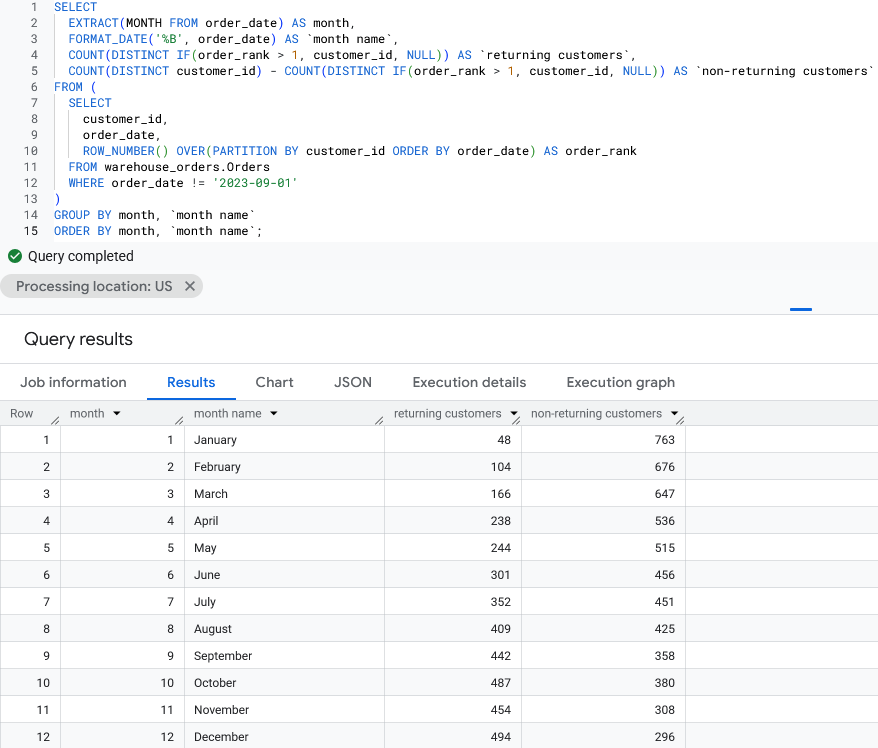 1 SELECT
2 EXTRACT(MONTH FROM order_date) AS month,
3 FORMAT_DATE('%B', order_date) AS `month name`,
4 COUNT(DISTINCT IF(order_rank > 1, customer_id, NULL)) AS `returning customers`,
5 COUNT(DISTINCT customer_id) - COUNT(DISTINCT IF(order_rank > 1, customer_id, NULL)) AS `non-returning customers`
6 FROM (
7 SELECT
8 customer_id,
9 order_date,
10 ROW_NUMBER() OVER(PARTITION BY customer_id ORDER BY order_date) AS order_rank
11 FROM warehouse_orders.Orders
12 WHERE order_date != '2023-09-01'
13 )
14 GROUP BY month, `month name`
15 ORDER BY month, `month name`;
Query completed
Processing location: US
Query results
Job information Results Chart JSON Execution details Execution graph
Row month month name returning customers non-returning customers
1 1 January 48 763
2 2 February 104 676
3 3 March 166 647
4 4 April 238 536
5 5 May 244 515
6 6 June 301 456
7 7 July 352 451
8 8 August 409 425
9 9 September 442 358
10 10 October 487 380
11 11 November 454 308
12 12 December 494 296